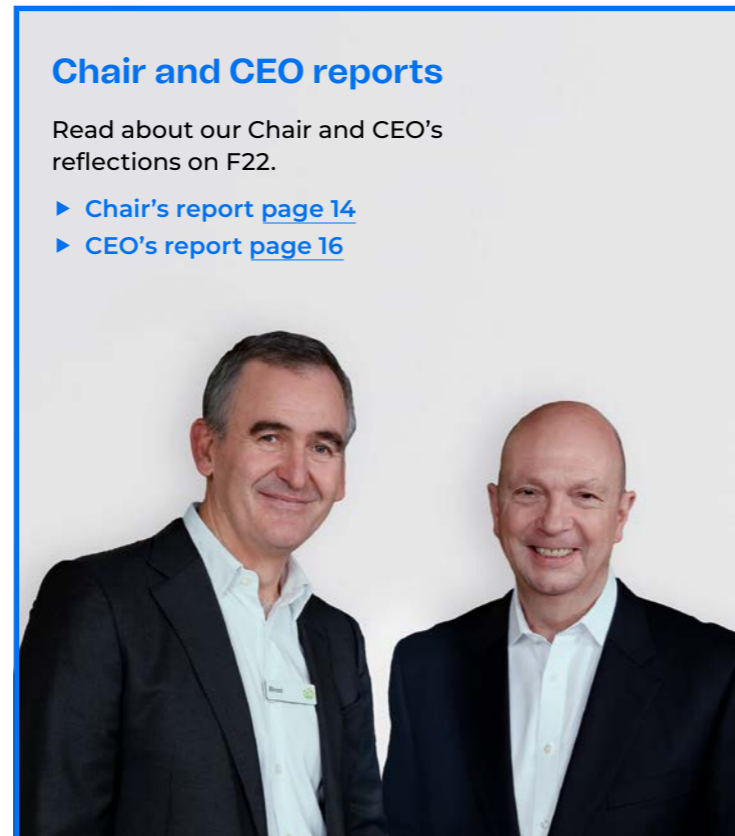 Chair and CEO reports
Read about our Chair and CEO’s
reflections on F22.
Chair’s report page 14
CEO’s report page 16